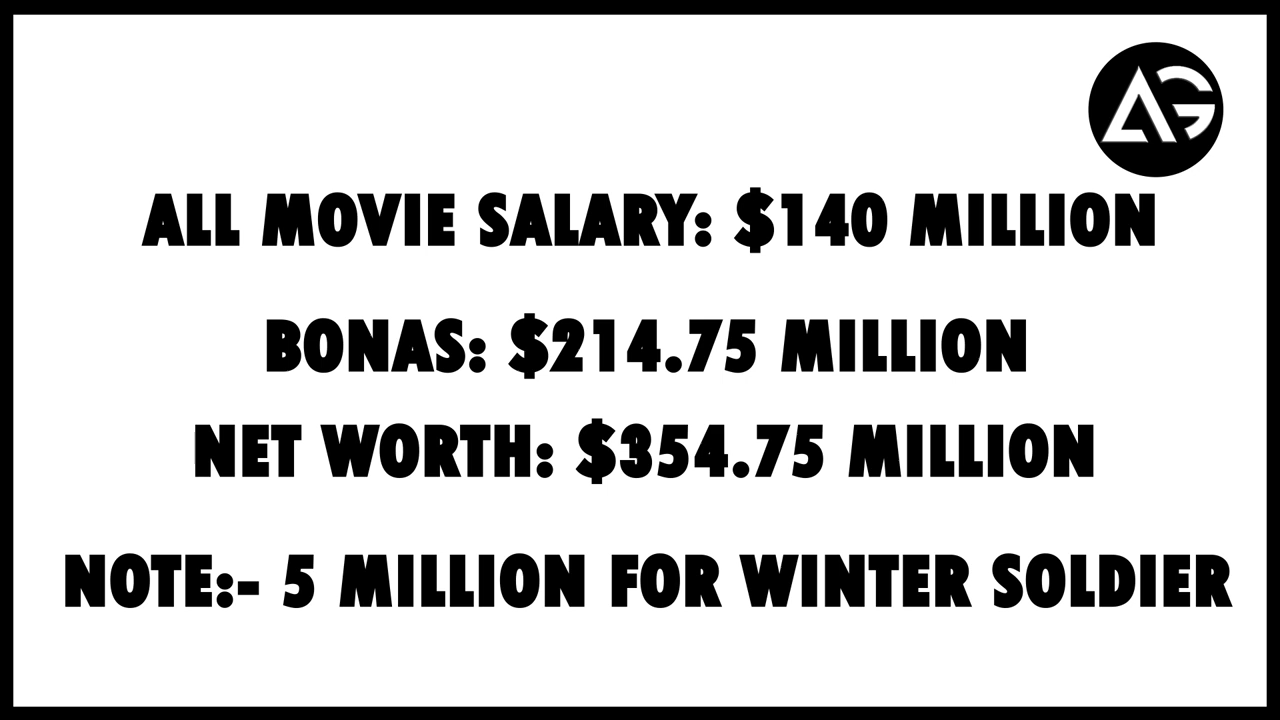 AG
ALL MOVIE SALARY: $140 MILLION
BONAS: $214.75 MILLION
NET WORTH: $354.75 MILLION
NOTE:- 5 MILLION FOR WINTER SOLDIER